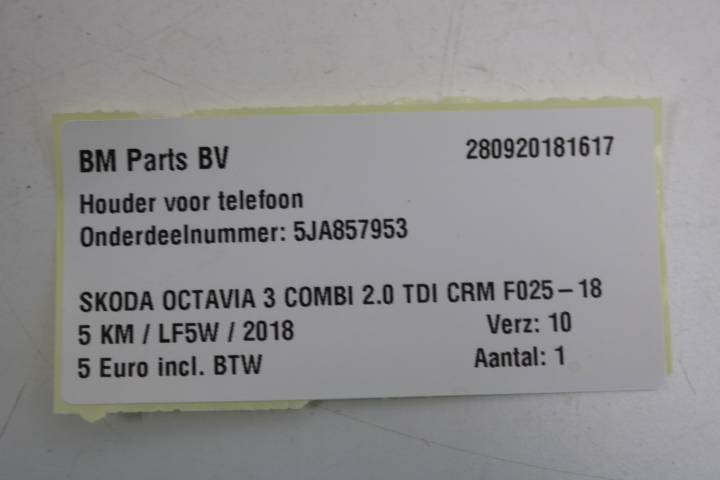 BM Parts BV 280920181617
Houder voor telefoon
Onderdeelnummer: 5JA857953
SKODA OCTAVIA 3 COMBI 2.0 TDI CRM F025-18
5 KM / LF5W / 2018 Verz: 10
5 Euro incl. BTW Aantal: 1